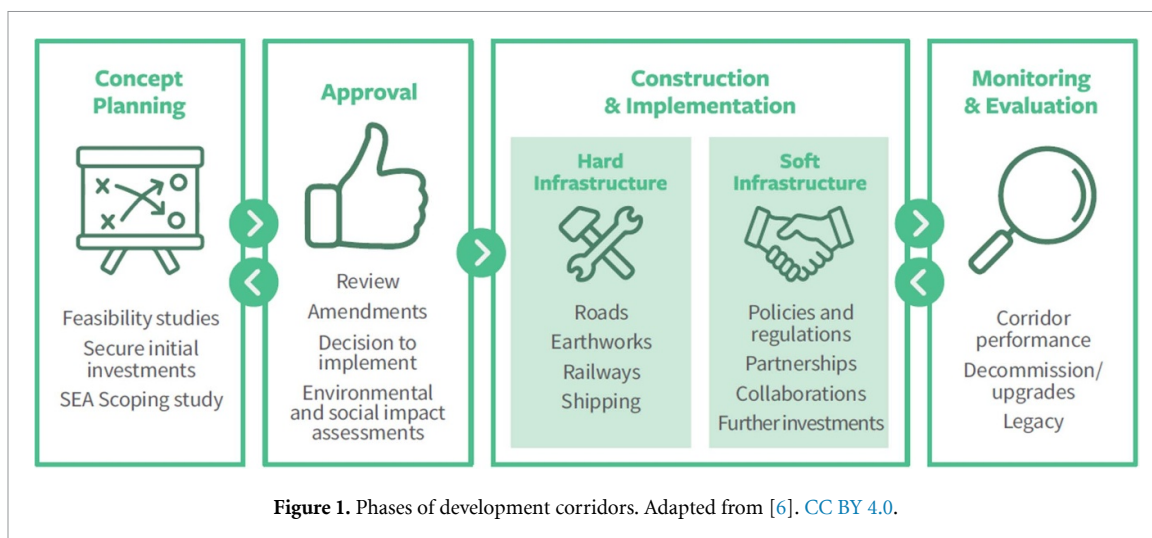 Concept
Planning
Feasibility studies
Secure initial
investments
SEA Scoping study
Approval
Review
Amendments
Decision to
implement
Environmental
and social impact
assessments
Construction
& Implementation
Hard
Infrastructure
Roads
Earthworks
Railways
Shipping
Soft
Infrastructure
Policies and
regulations
Partnerships
Collaborations
Further investments
Monitoring
& Evaluation
Corridor
performance
Decommission/
upgrades
Legacy
Figure 1. Phases of development corridors. Adapted from [6]. CC BY 4.0.